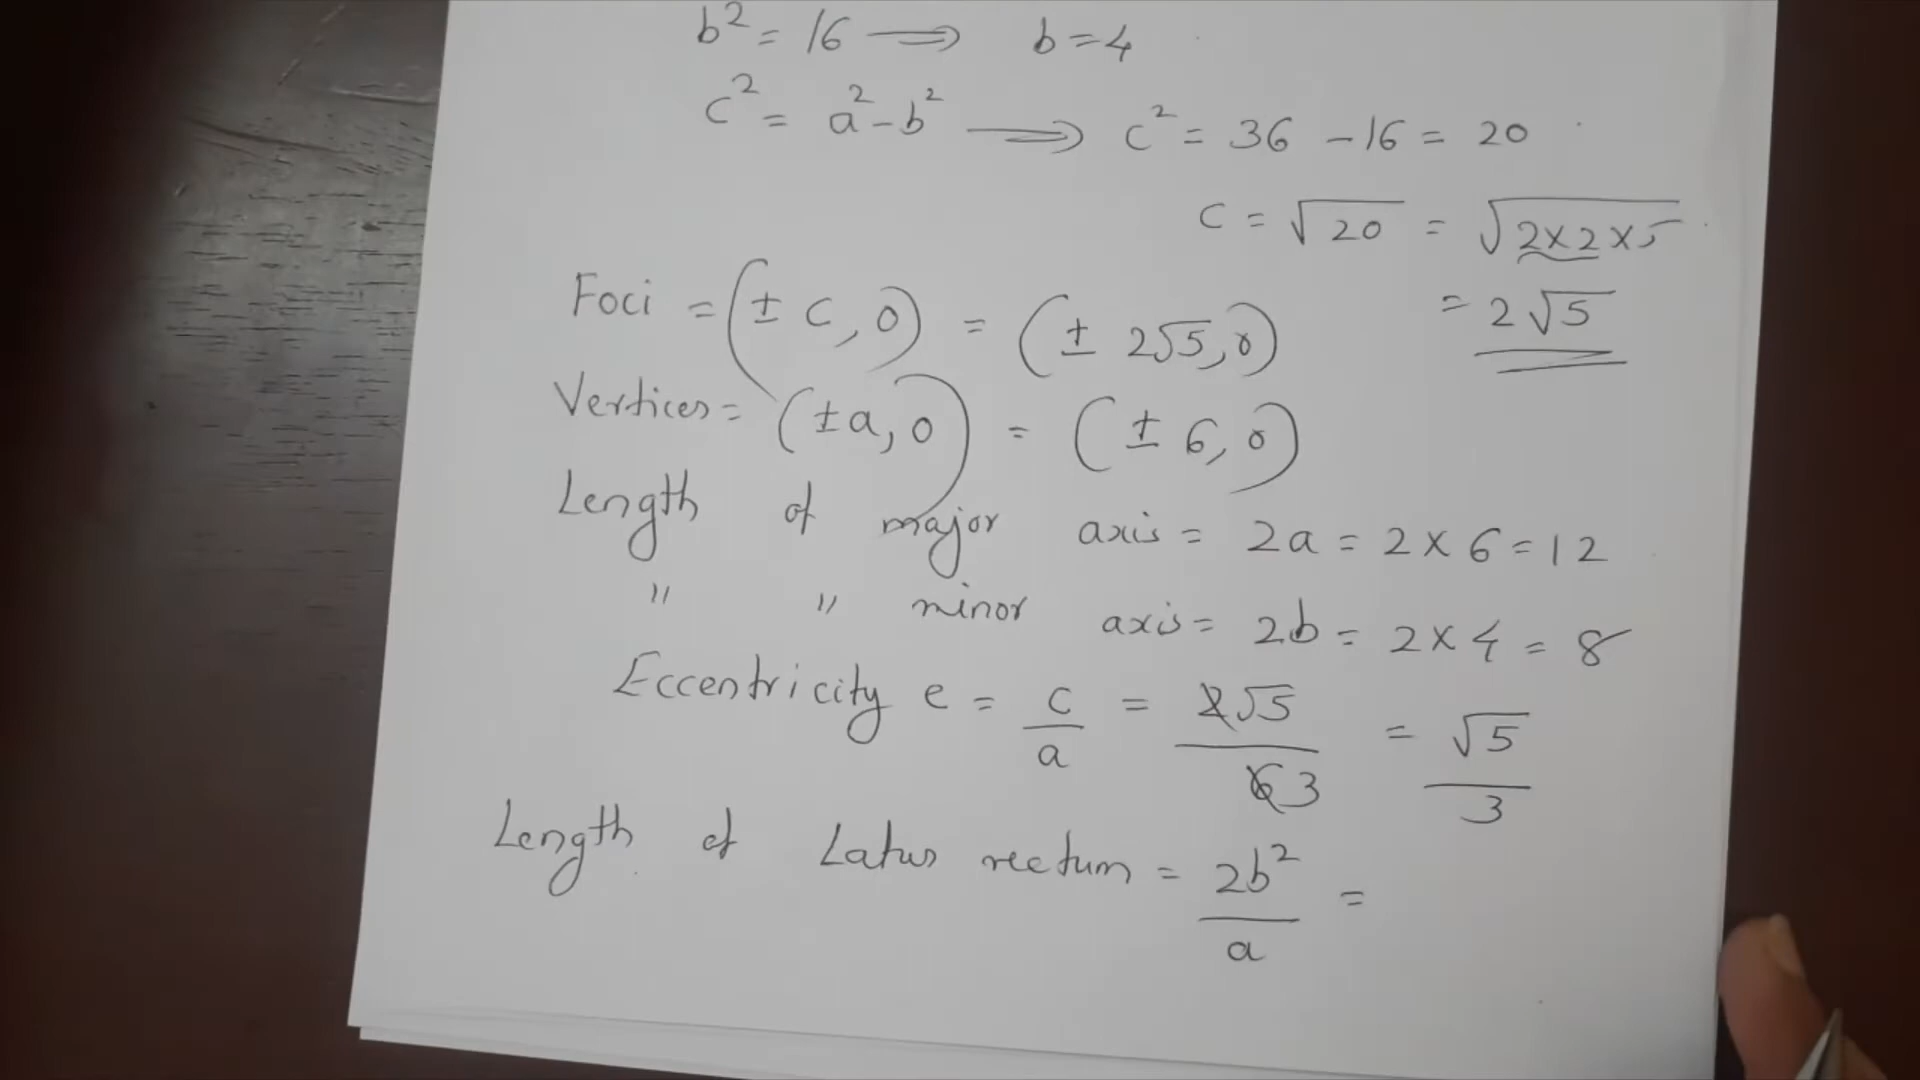 b² = 16 ⟹ b = 4
c² = a² - b² ⟹ c² = 36 - 16 = 20
c = √20 = √2×2×5
= 2√5
Foci = (± c, 0) = (± 2√5, 0)
Vertices = (±a, 0) = (± 6, 0)
Length of major axis = 2a = 2 × 6 = 12
" " minor axis = 2b = 2 × 4 = 8
Eccentricity e = c/a = 2√5/6 3 = √5/3
Length of Latus rectum = 2b²/a =